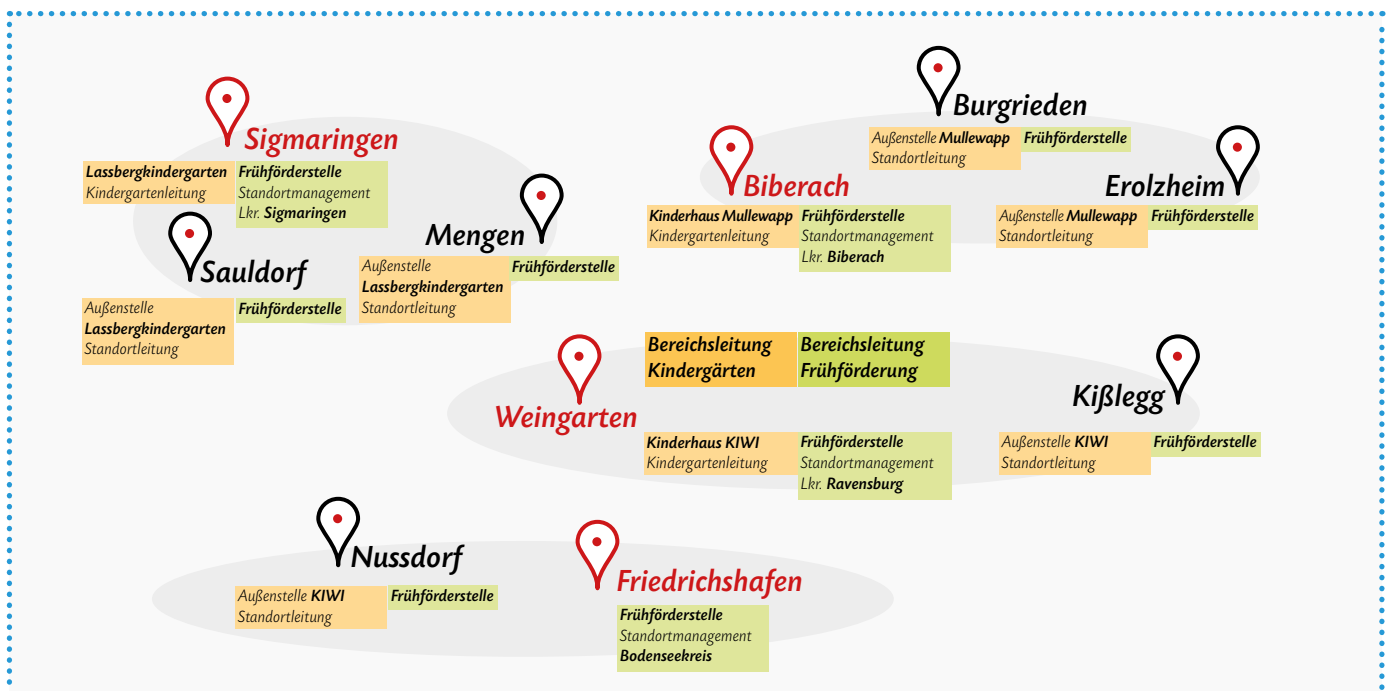 Sigmaringen
Lassbergkindergarten
Kindergartenleitung
Frühförderstelle
Standortmanagement
Lkr. Sigmaringen
Sauldorf
Außenstelle
Lassbergkindergarten
Standortleitung
Frühförderstelle
Mengen
Außenstelle
Lassbergkindergarten
Standortleitung
Frühförderstelle
Burgrieden
Außenstelle Mullewapp
Standortleitung
Frühförderstelle
Biberach
Kinderhaus Mullewapp
Kindergartenleitung
Frühförderstelle
Standortmanagement
Lkr. Biberach
Erolzheim
Außenstelle Mullewapp
Standortleitung
Frühförderstelle
Weingarten
Bereichsleitung
Kindergärten
Bereichsleitung
Frühförderung
Kinderhaus KIWI
Kindergartenleitung
Frühförderstelle
Standortmanagement
Lkr. Ravensburg
Kißlegg
Außenstelle KIWI
Standortleitung
Frühförderstelle
Nussdorf
Außenstelle KIWI
Standortleitung
Frühförderstelle
Friedrichshafen
Frühförderstelle
Standortmanagement
Bodenseekreis